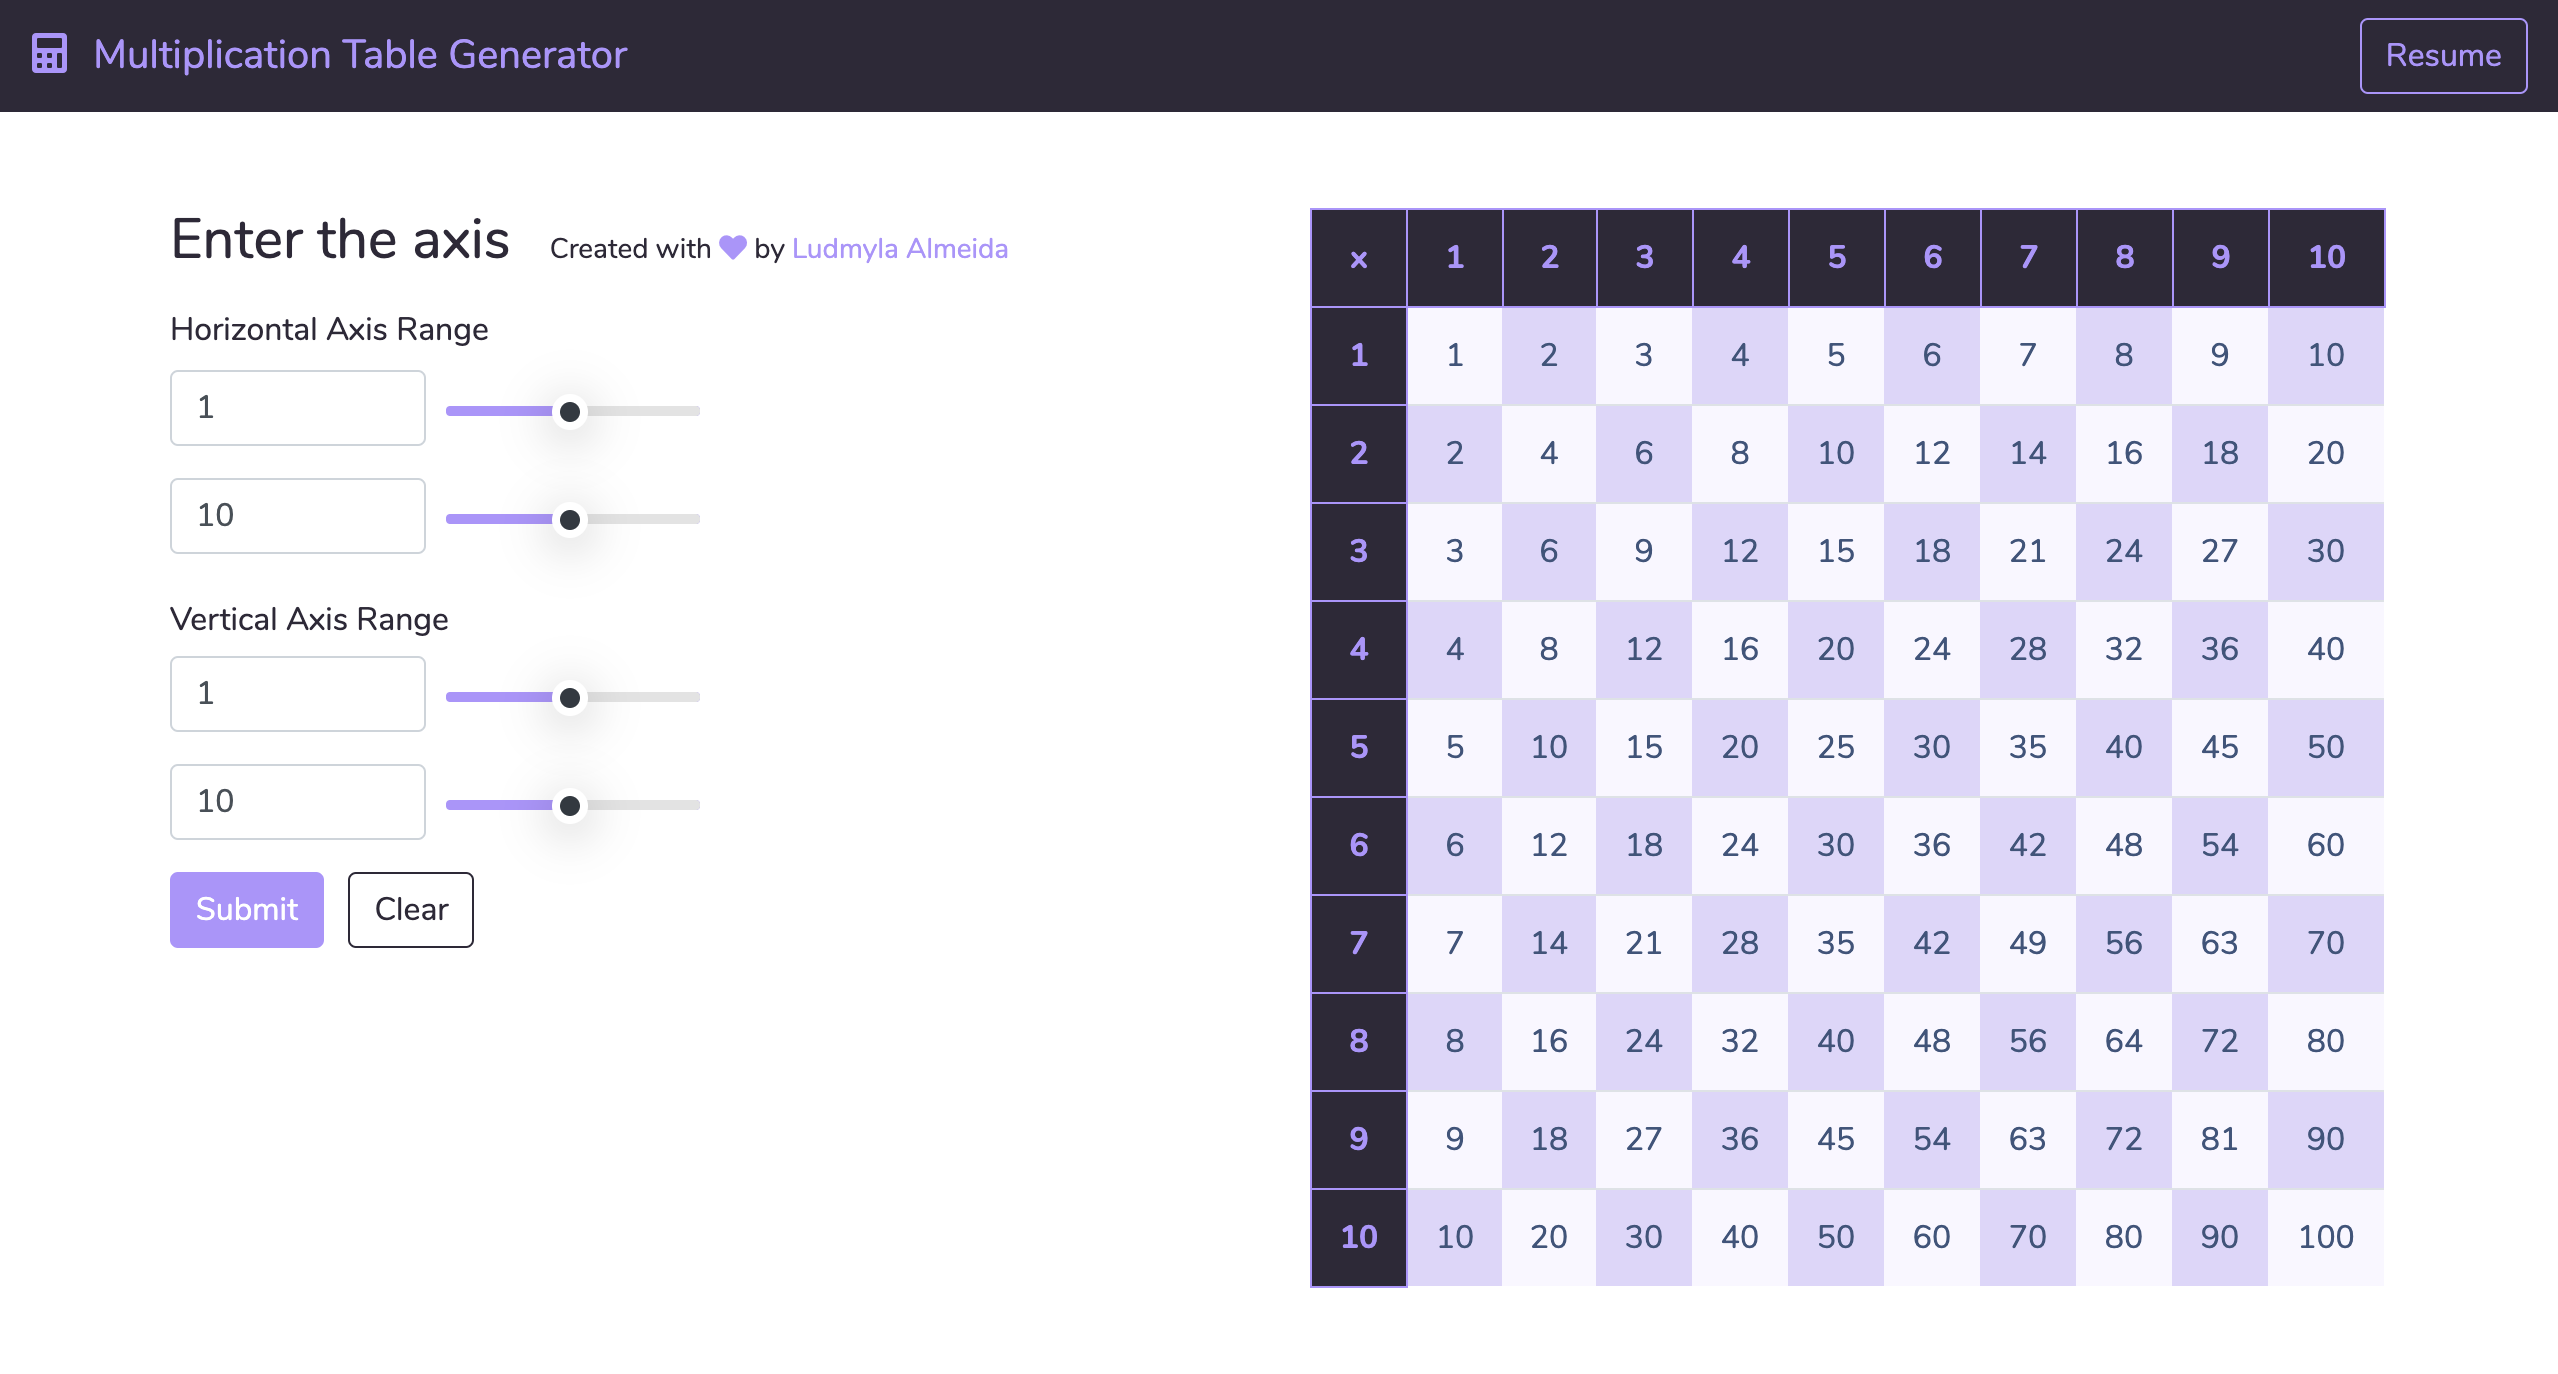 Multiplication Table Generator
Resume
Enter the axis
Created with by Ludmyla Almeida
Horizontal Axis Range
1
10
Vertical Axis Range
1
10
Submit Clear
x 1 2 3 4 5 6 7 8 9 10
1 1 2 3 4 5 6 7 8 9 10
2 2 4 6 8 10 12 14 16 18 20
3 3 6 9 12 15 18 21 24 27 30
4 4 8 12 16 20 24 28 32 36 40
5 5 10 15 20 25 30 35 40 45 50
6 6 12 18 24 30 36 42 48 54 60
7 7 14 21 28 35 42 49 56 63 70
8 8 16 24 32 40 48 56 64 72 80
9 9 18 27 36 45 54 63 72 81 90
10 10 20 30 40 50 60 70 80 90 100